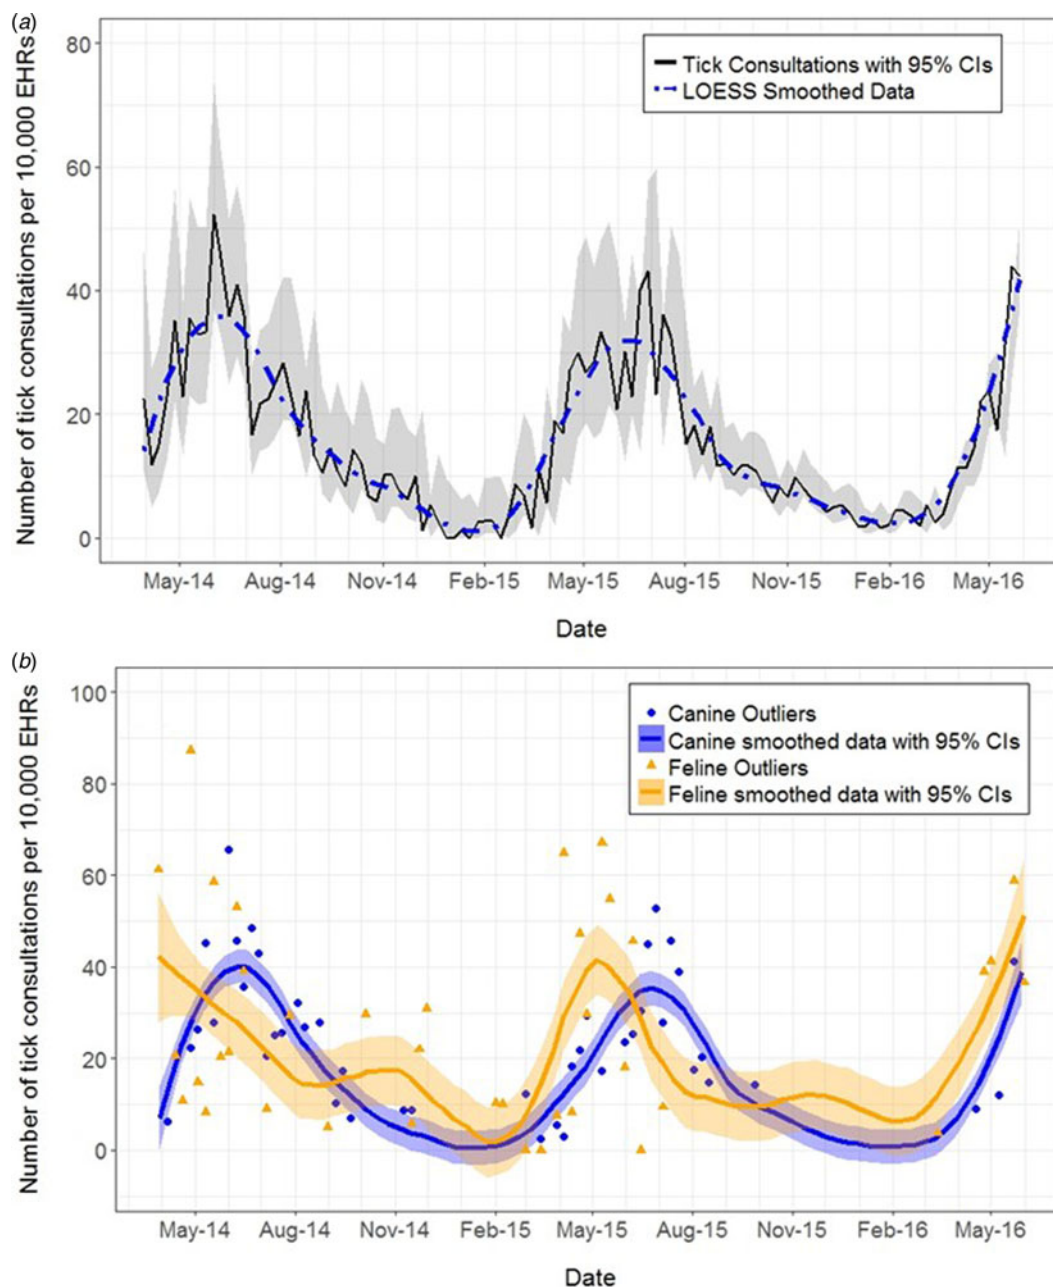 (a)
Number of tick consultations per 10,000 EHRs
80
60
40
20
0
Tick Consultations with 95% CIs
LOESS Smoothed Data
May-14 Aug-14 Nov-14 Feb-15 May-15 Aug-15 Nov-15 Feb-16 May-16
Date
(b)
Number of tick consultations per 10,000 EHRs
100
80
60
40
20
0
Canine Outliers
Canine smoothed data with 95% CIs
Feline Outliers
Feline smoothed data with 95% CIs
May-14 Aug-14 Nov-14 Feb-15 May-15 Aug-15 Nov-15 Feb-16 May-16
Date